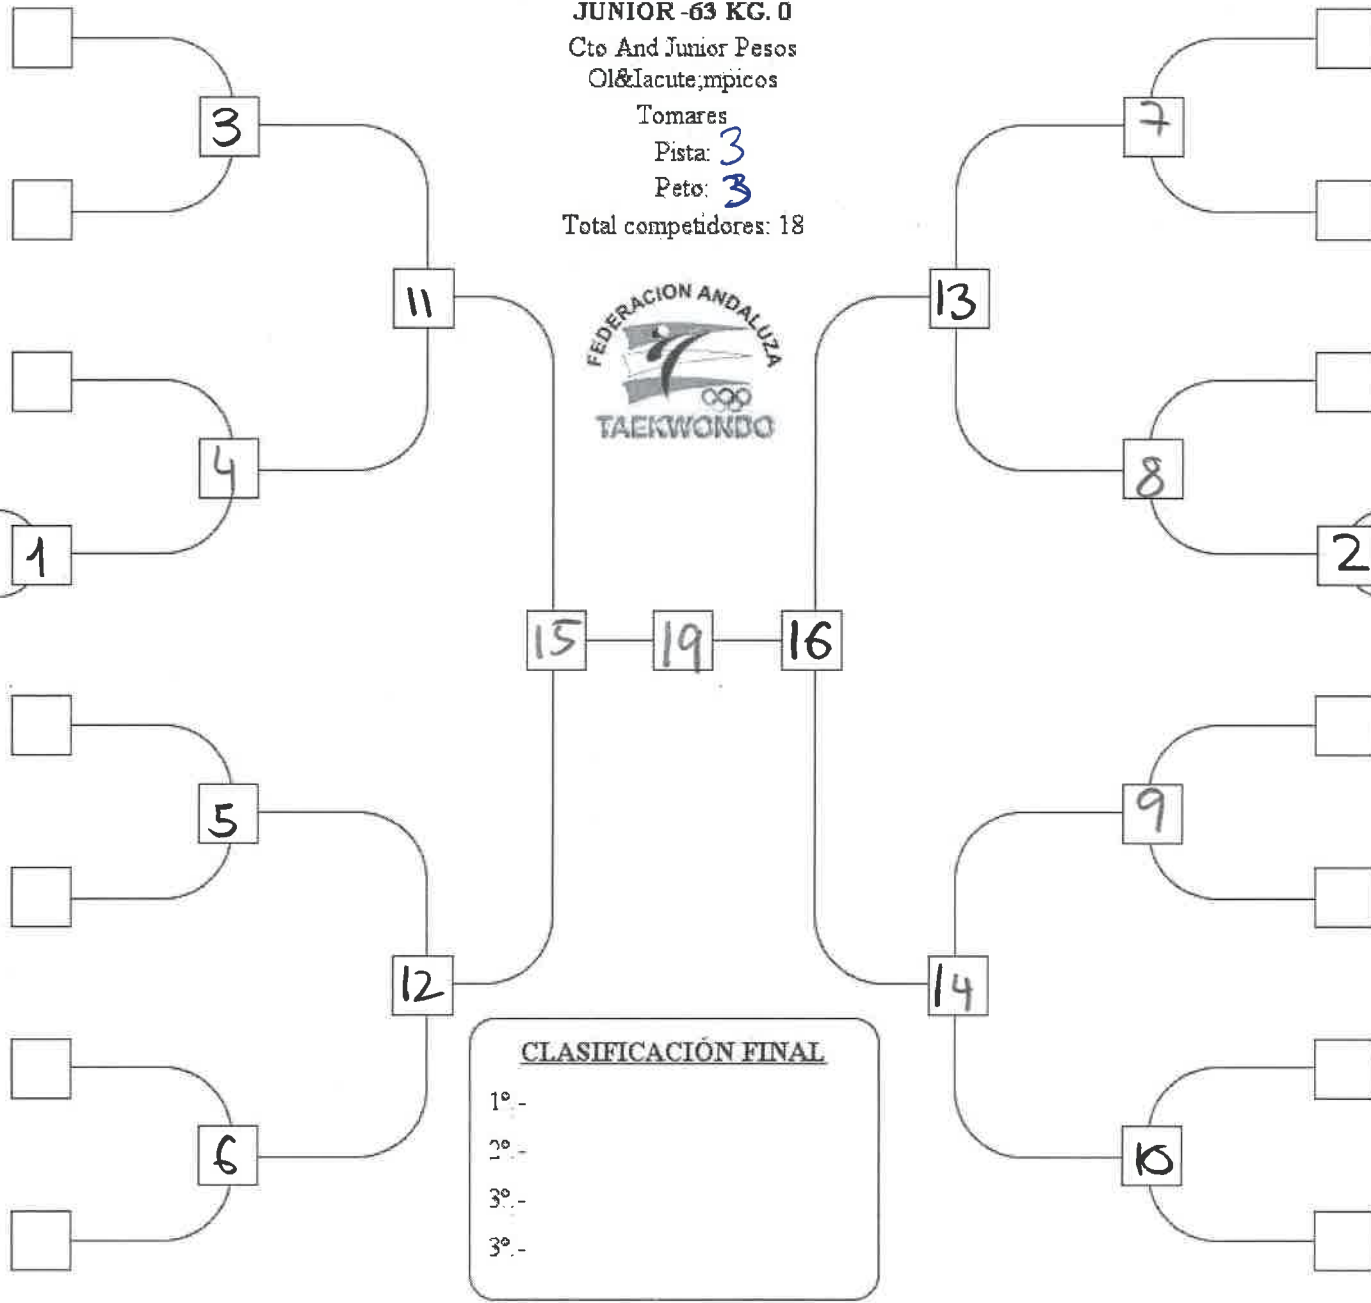 JUNIOR -63 KG. 0
Cto And Junior Pesos
Ol&Iacute;mpicos
Tomares
Pista: 3
Peto: 3
Total competidores: 18
FEDERACION ANDALUZA
TAEKWONDO
3
7
11
13
4
8
1
2
15
19
16
5
9
12
14
6
10
CLASIFICACIÓN FINAL
1º.-
2º.-
3º.-
3º.-